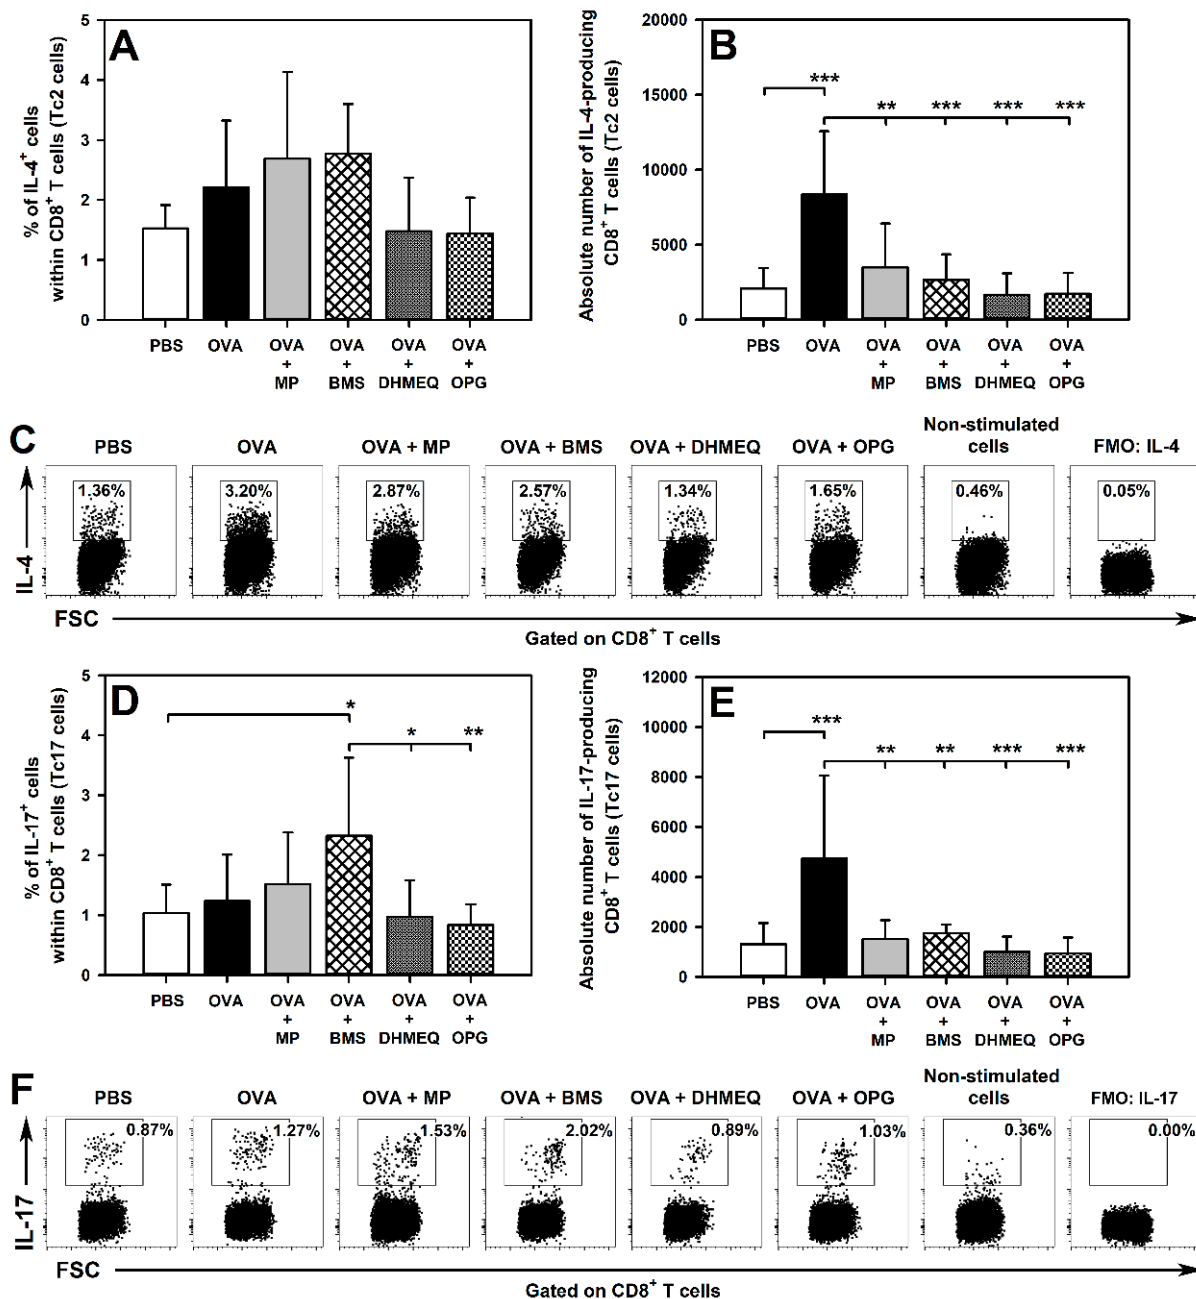 A
% of IL-4⁺ cells
within CD8⁺ T cells (Tc2 cells)
5
4
3
2
1
0
PBS
OVA
OVA + MP
OVA + BMS
OVA + DHMEQ
OVA + OPG
B
Absolute number of IL-4-producing
CD8⁺ T cells (Tc2 cells)
20000
15000
10000
5000
0
***
** *** *** ***
PBS
OVA
OVA + MP
OVA + BMS
OVA + DHMEQ
OVA + OPG
C
PBS
OVA
OVA + MP
OVA + BMS
OVA + DHMEQ
OVA + OPG
Non-stimulated
cells
FMO: IL-4
1.36%
3.20%
2.87%
2.57%
1.34%
1.65%
0.46%
0.05%
IL-4
FSC
Gated on CD8⁺ T cells
D
% of IL-17⁺ cells
within CD8⁺ T cells (Tc17 cells)
5
4
3
2
1
0
*
* **
PBS
OVA
OVA + MP
OVA + BMS
OVA + DHMEQ
OVA + OPG
E
Absolute number of IL-17-producing
CD8⁺ T cells (Tc17 cells)
12000
10000
8000
6000
4000
2000
0
***
** ** *** ***
PBS
OVA
OVA + MP
OVA + BMS
OVA + DHMEQ
OVA + OPG
F
PBS
OVA
OVA + MP
OVA + BMS
OVA + DHMEQ
OVA + OPG
Non-stimulated
cells
FMO: IL-17
0.87%
1.27%
1.53%
2.02%
0.89%
1.03%
0.36%
0.00%
IL-17
FSC
Gated on CD8⁺ T cells